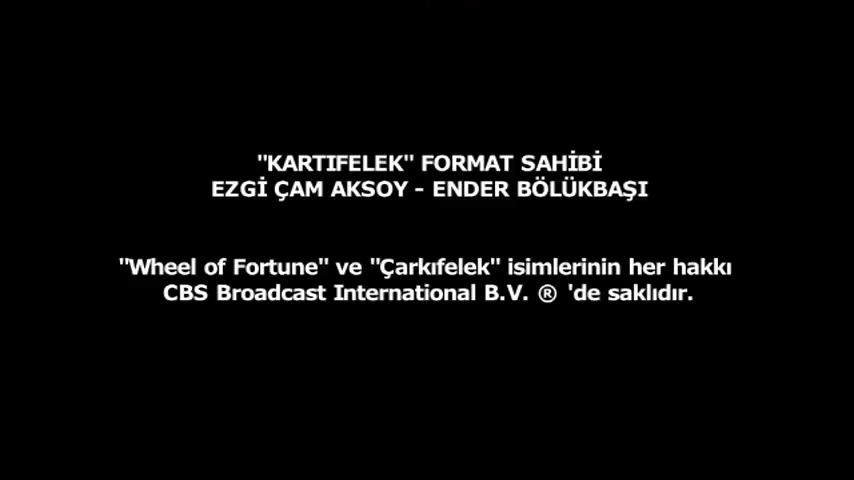 "KARTIFELEK" FORMAT SAHİBİ
EZGİ ÇAM AKSOY - ENDER BÖLÜKBAŞI
"Wheel of Fortune" ve "Çarkıfelek" isimlerinin her hakkı
CBS Broadcast International B.V. ® 'de saklıdır.